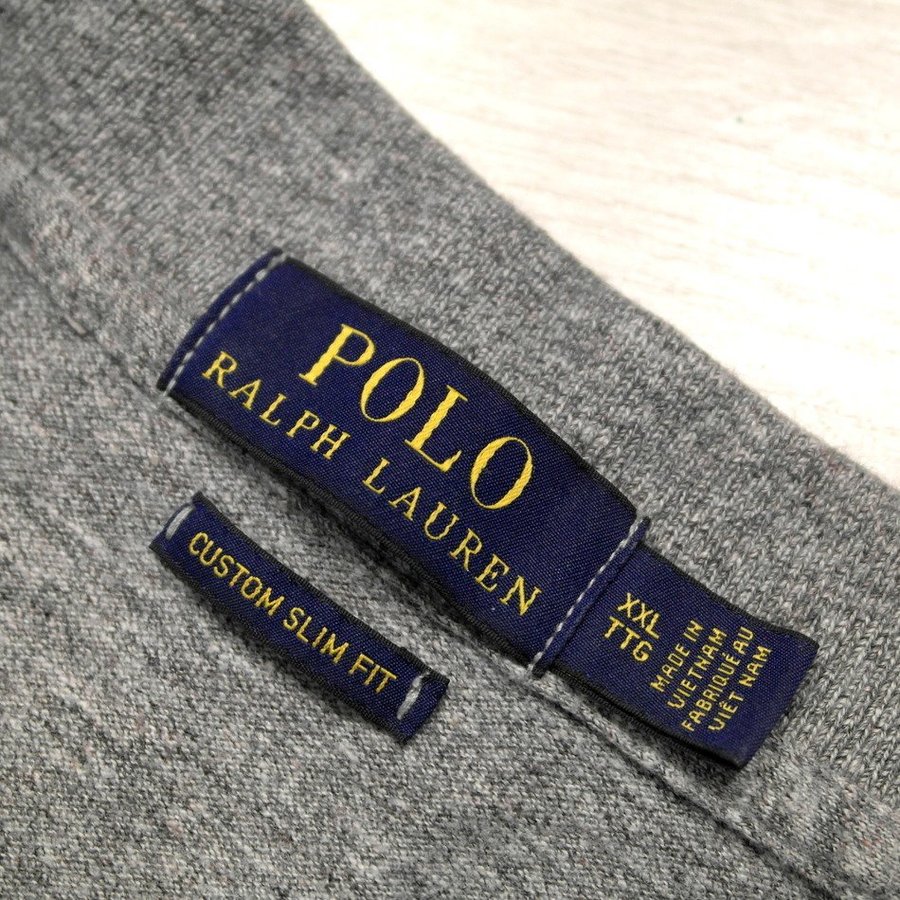 POLO
RALPH LAUREN
XXL
TTG
MADE IN
VIETNAM
FABRIQUÉ AU
VIÊT NAM
CUSTOM SLIM FIT